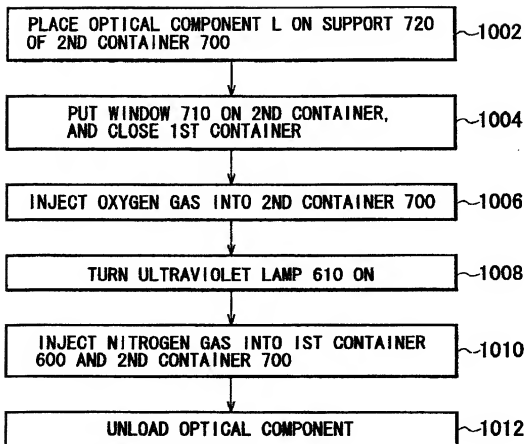 PLACE OPTICAL COMPONENT L ON SUPPORT 720
OF 2ND CONTAINER 700
1002
PUT WINDOW 710 ON 2ND CONTAINER,
AND CLOSE 1ST CONTAINER
1004
INJECT OXYGEN GAS INTO 2ND CONTAINER 700
1006
TURN ULTRAVIOLET LAMP 610 ON
1008
INJECT NITROGEN GAS INTO 1ST CONTAINER
600 AND 2ND CONTAINER 700
1010
UNLOAD OPTICAL COMPONENT
1012